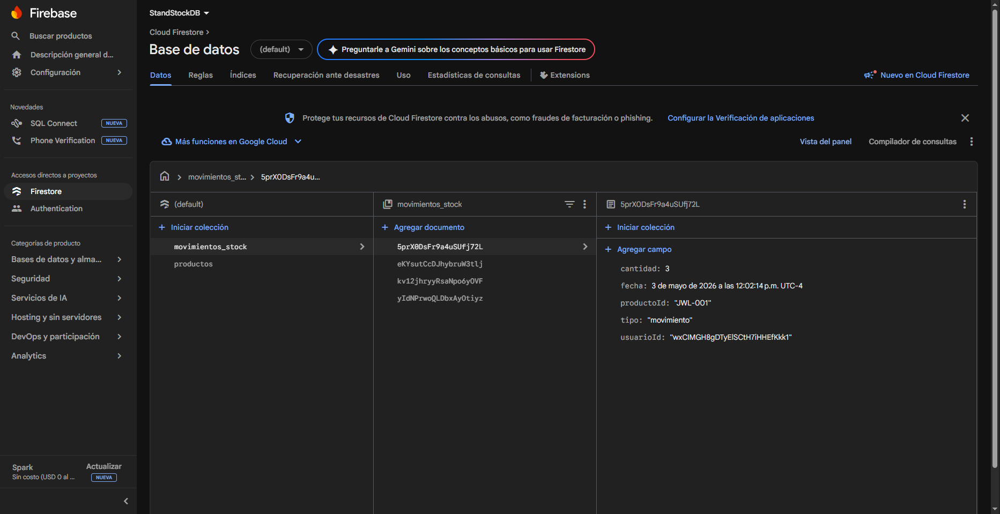 Firebase
Buscar productos
Descripción general d...
Configuración
Novedades
SQL Connect NUEVA
Phone Verification NUEVA
Accesos directos a proyectos
Firestore
Authentication
Categorías de producto
Bases de datos y alma...
Seguridad
Servicios de IA
Hosting y sin servidores
DevOps y participación
Analytics
Spark
Sin costo (USD 0 al ...
Actualizar
NUEVA
StandStockDB
Cloud Firestore
Base de datos
(default)
Preguntarle a Gemini sobre los conceptos básicos para usar Firestore
Datos Reglas Índices Recuperación ante desastres Uso Estadísticas de consultas Extensions
Nuevo en Cloud Firestore
Protege tus recursos de Cloud Firestore contra los abusos, como fraudes de facturación o phishing. Configurar la Verificación de aplicaciones
Más funciones en Google Cloud
Vista del panel Compilador de consultas
movimientos_st... 5prX0DsFr9a4u...
(default)
Iniciar colección
movimientos_stock
productos
movimientos_stock
Agregar documento
5prX0DsFr9a4uSUfj72L
eKYsutCcDJhybruW3tlj
kv12jhryyRsaNpo6yOVF
yIdNPrwoQLDbxAyOtiyz
5prX0DsFr9a4uSUfj72L
Iniciar colección
Agregar campo
cantidad: 3
fecha: 3 de mayo de 2026 a las 12:02:14 p.m. UTC-4
productoId: "JWL-001"
tipo: "movimiento"
usuarioId: "wxCIMGH8gDTyElSCtH7iHHEfKkk1"